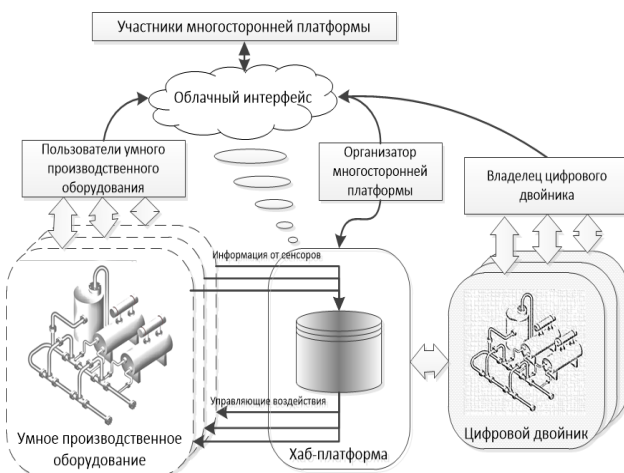 Участники многосторонней платформы
Облачный интерфейс
Пользователи умного
производственного
оборудования
Организатор
многосторонней
платформы
Владелец цифрового
двойника
Информация от сенсоров
Управляющие воздействия
Умное производственное
оборудование
Хаб-платформа
Цифровой двойник